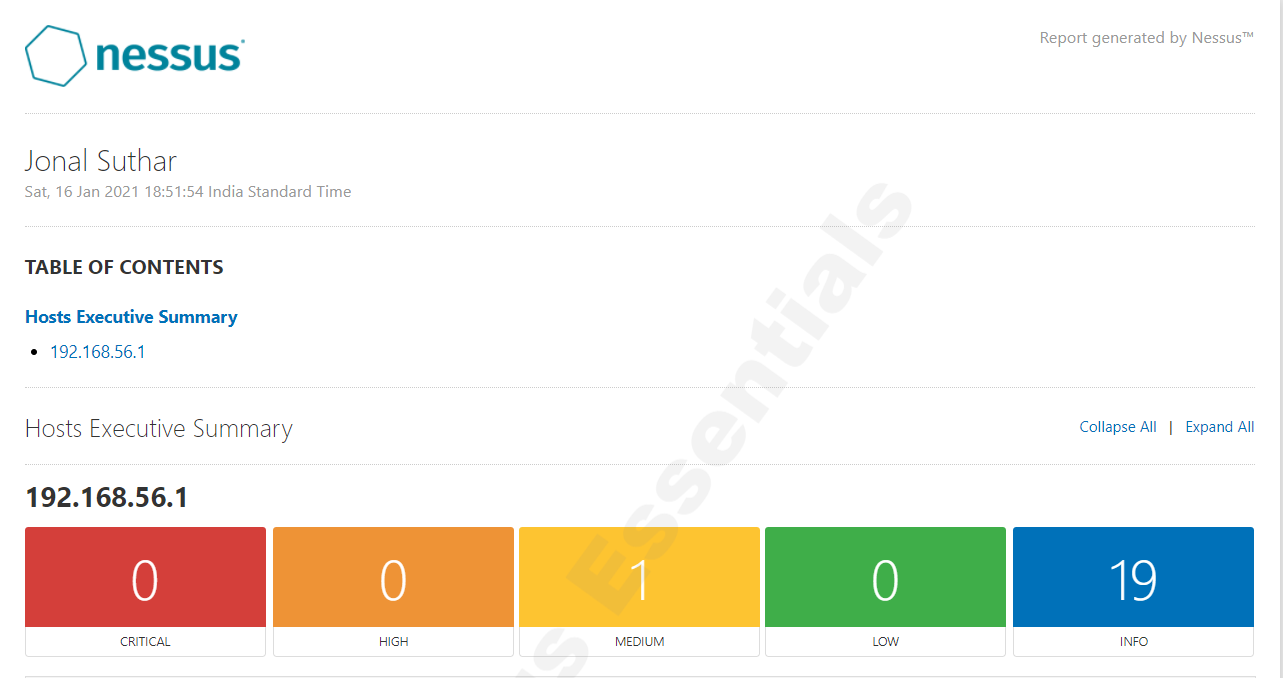 nessus
Report generated by Nessus™
Jonal Suthar
Sat, 16 Jan 2021 18:51:54 India Standard Time
TABLE OF CONTENTS
Hosts Executive Summary
• 192.168.56.1
Hosts Executive Summary
Collapse All | Expand All
192.168.56.1
0
0
1
0
19
CRITICAL
HIGH
MEDIUM
LOW
INFO
Essentials